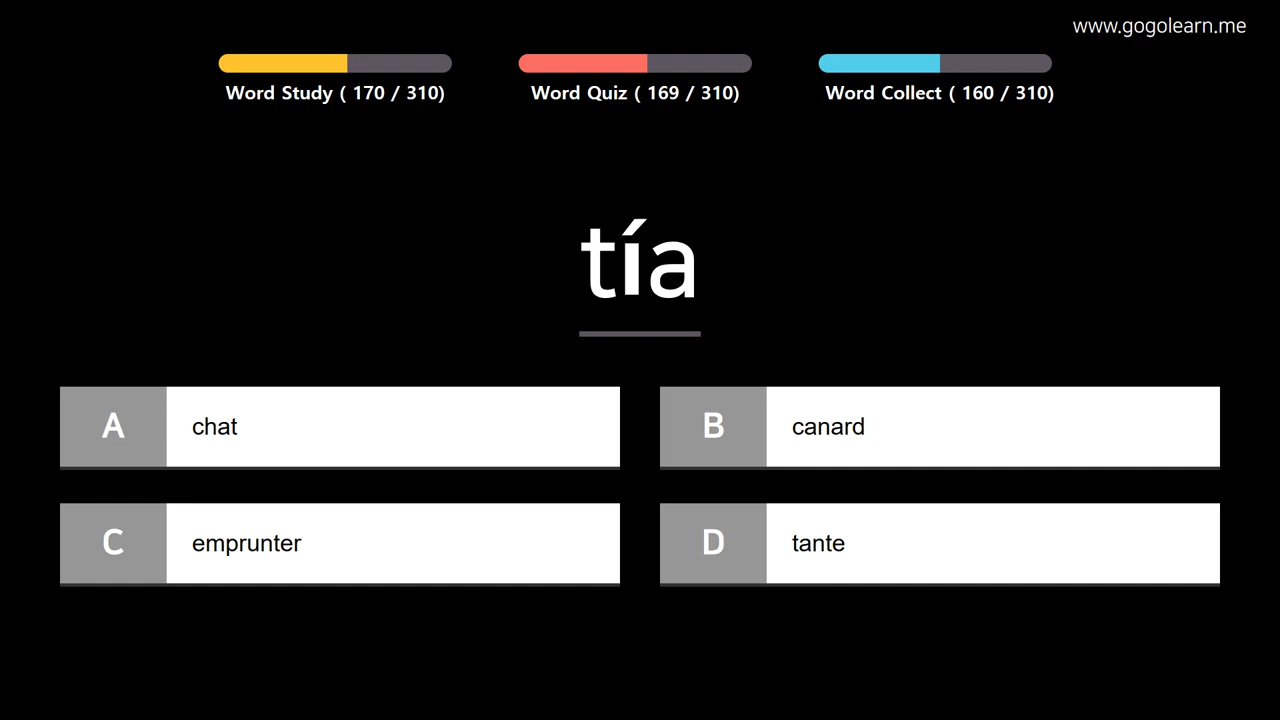 www.gogolearn.me
Word Study ( 170 / 310)
Word Quiz ( 169 / 310)
Word Collect ( 160 / 310)
tía
A chat
B canard
C emprunter
D tante